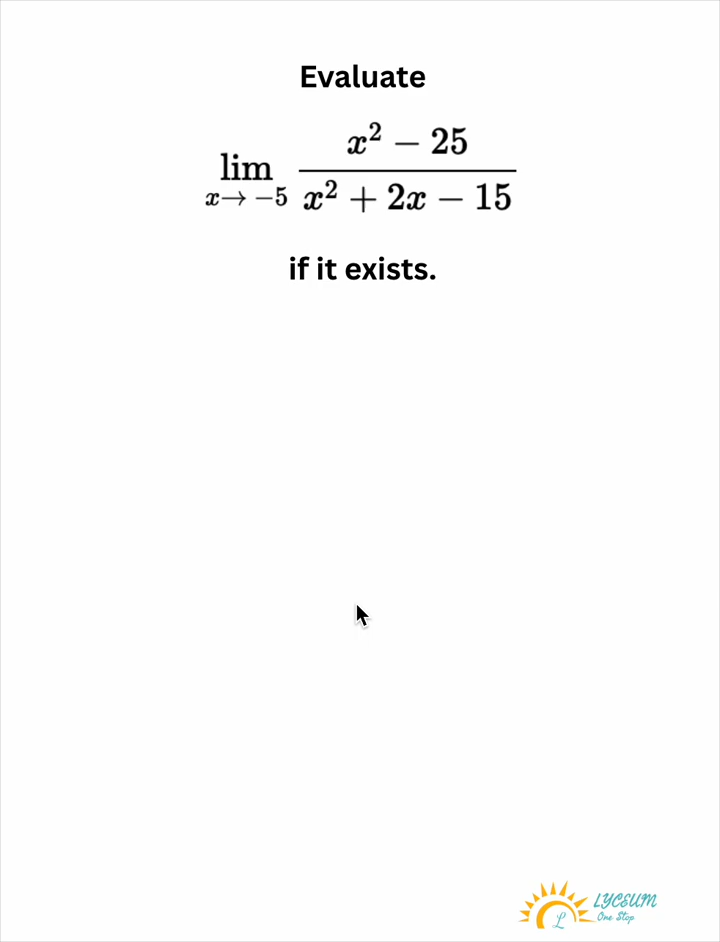 Evaluate
lim x→ −5 x² − 25 / x² + 2x − 15
if it exists.
L
LYCEUM
One Stop